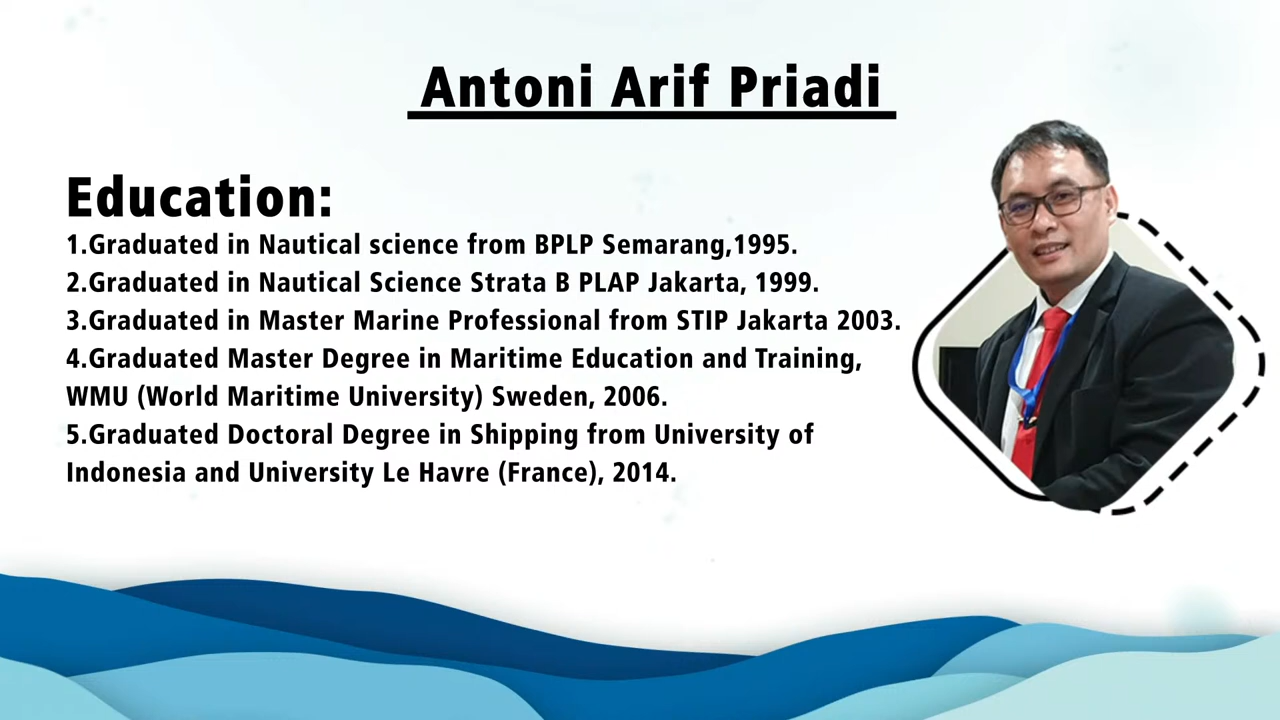 Antoni Arif Priadi
Education:
1.Graduated in Nautical science from BPLP Semarang,1995.
2.Graduated in Nautical Science Strata B PLAP Jakarta, 1999.
3.Graduated in Master Marine Professional from STIP Jakarta 2003.
4.Graduated Master Degree in Maritime Education and Training,
WMU (World Maritime University) Sweden, 2006.
5.Graduated Doctoral Degree in Shipping from University of
Indonesia and University Le Havre (France), 2014.